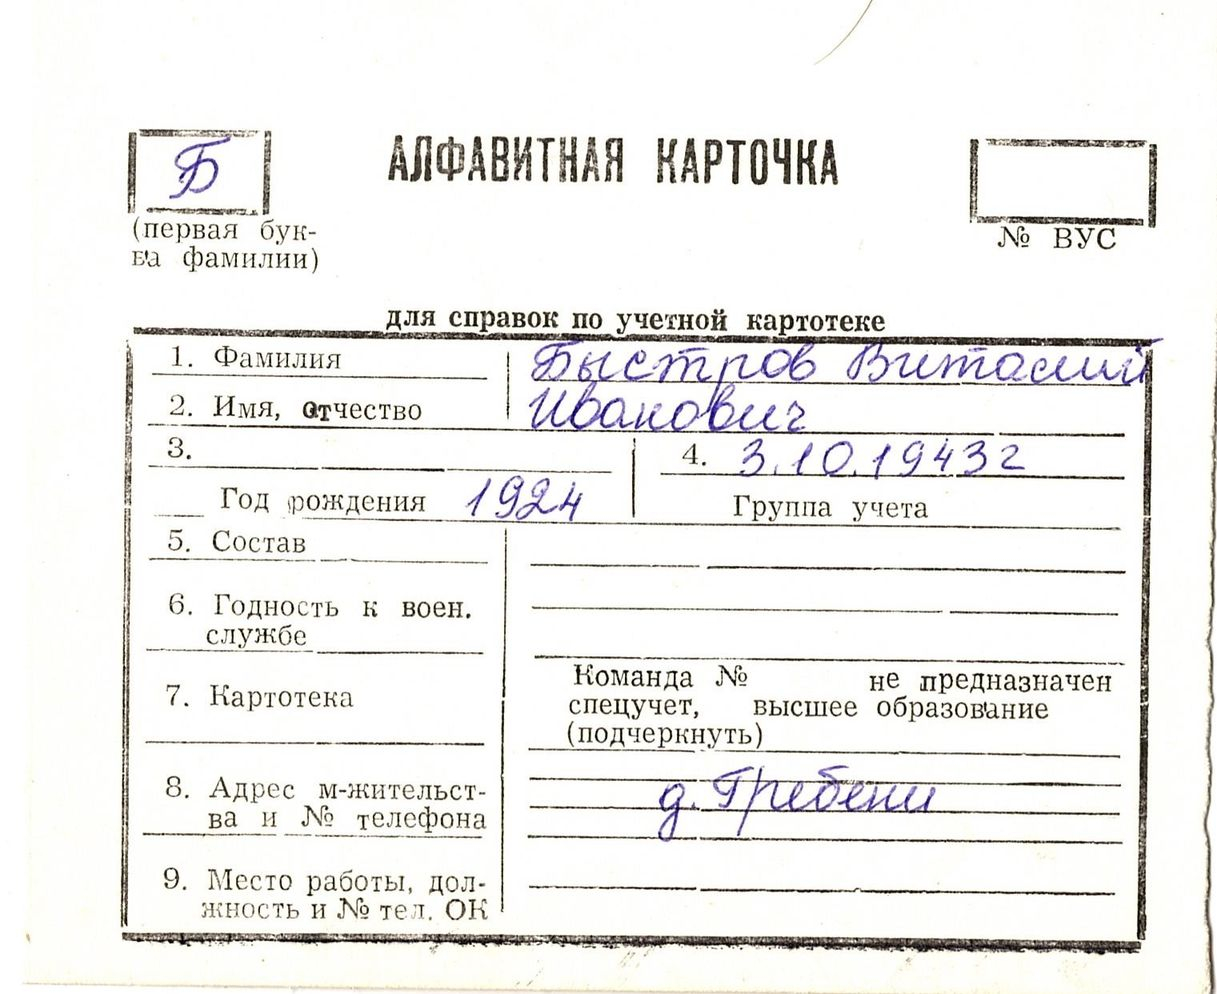 Б
АЛФАВИТНАЯ КАРТОЧКА
(первая бук-
ва фамилии)
№ ВУС
для справок по учетной картотеке
1. Фамилия Быстров Виталий
2. Имя, отчество Иванович
3. 4. 3.10.1943г
Год рождения 1924 Группа учета
5. Состав
6. Годность к воен.
службе
7. Картотека
Команда № не предназначен
спецучет, высшее образование
(подчеркнуть)
8. Адрес м-жительст-
ва и № телефона
д. Гребени
9. Место работы, дол-
жность и № тел. ОК